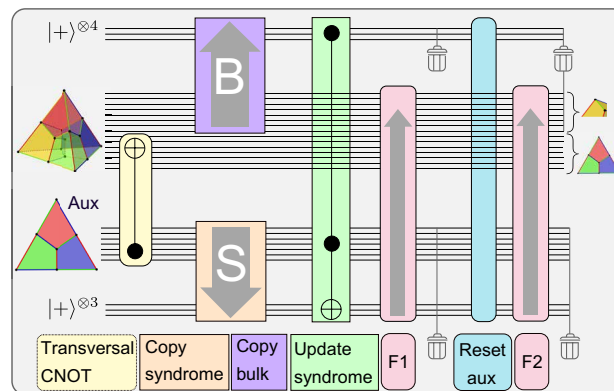 |+⟩⊗4
B
Aux
S
|+⟩⊗3
Transversal CNOT
Copy syndrome
Copy bulk
Update syndrome
F1
Reset aux
F2